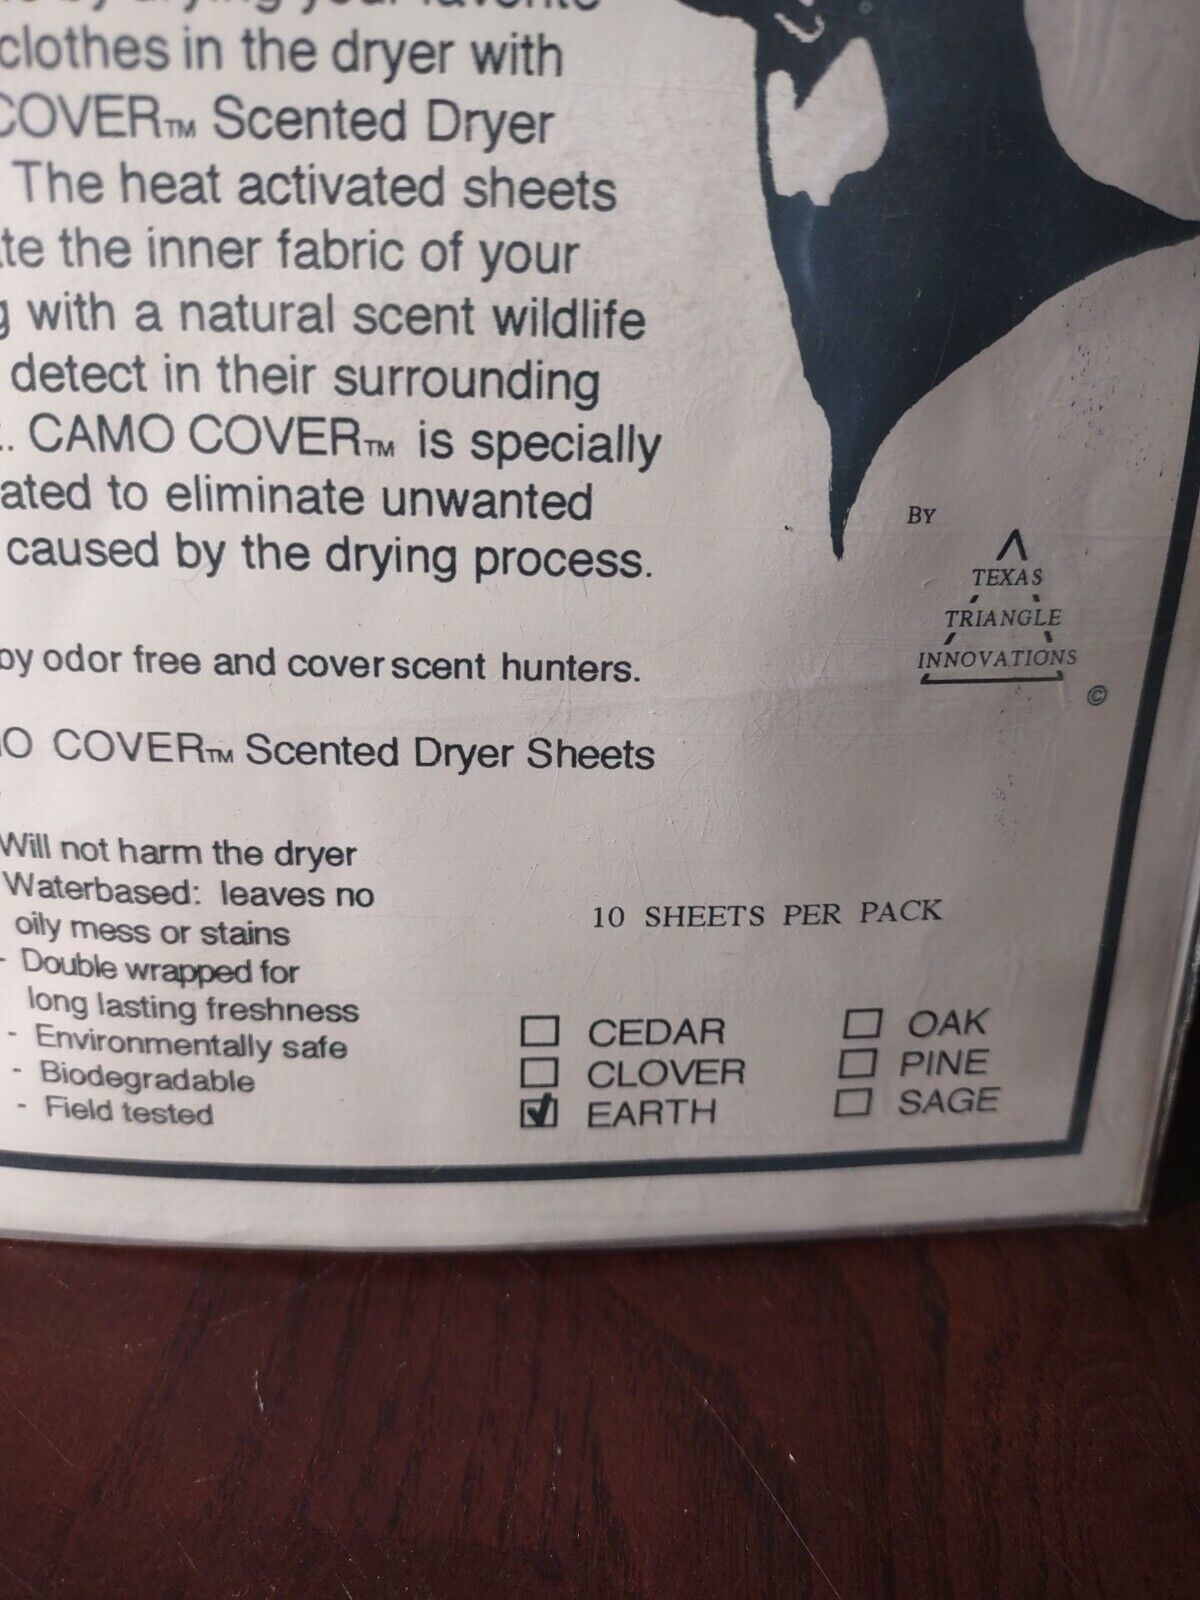 by drying your favorite
clothes in the dryer with
COVER™ Scented Dryer
The heat activated sheets
the inner fabric of your
with a natural scent wildlife
detect in their surrounding
. CAMO COVER™ is specially
to eliminate unwanted
caused by the drying process.
by odor free and cover scent hunters.
COVER™ Scented Dryer Sheets
Will not harm the dryer
Waterbased: leaves no
oily mess or stains
- Double wrapped for
long lasting freshness
- Environmentally safe
- Biodegradable
- Field tested
BY
TEXAS
TRIANGLE
INNOVATIONS
©
10 SHEETS PER PACK
CEDAR
CLOVER
EARTH
OAK
PINE
SAGE